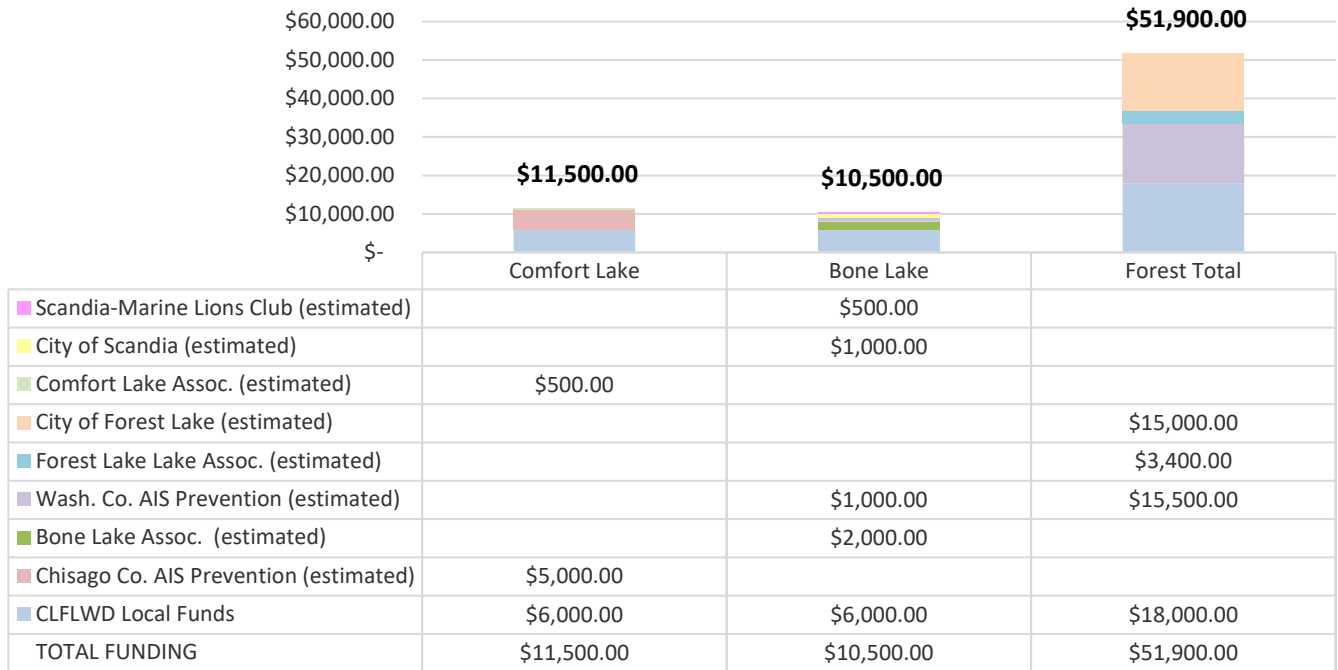 $60,000.00
$50,000.00
$40,000.00
$30,000.00
$20,000.00
$10,000.00
$-
$11,500.00
$10,500.00
$51,900.00
Comfort Lake Bone Lake Forest Total
Scandia-Marine Lions Club (estimated) $500.00
City of Scandia (estimated) $1,000.00
Comfort Lake Assoc. (estimated) $500.00
City of Forest Lake (estimated) $15,000.00
Forest Lake Lake Assoc. (estimated) $3,400.00
Wash. Co. AIS Prevention (estimated) $1,000.00 $15,500.00
Bone Lake Assoc. (estimated) $2,000.00
Chisago Co. AIS Prevention (estimated) $5,000.00
CLFLWD Local Funds $6,000.00 $6,000.00 $18,000.00
TOTAL FUNDING $11,500.00 $10,500.00 $51,900.00